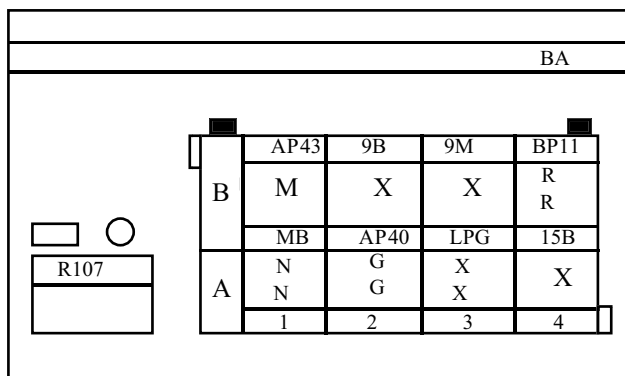 BA
AP43 9B 9M BP11
B M X X R
R
MB AP40 LPG 15B
R107
A N G X X
N G X
1 2 3 4